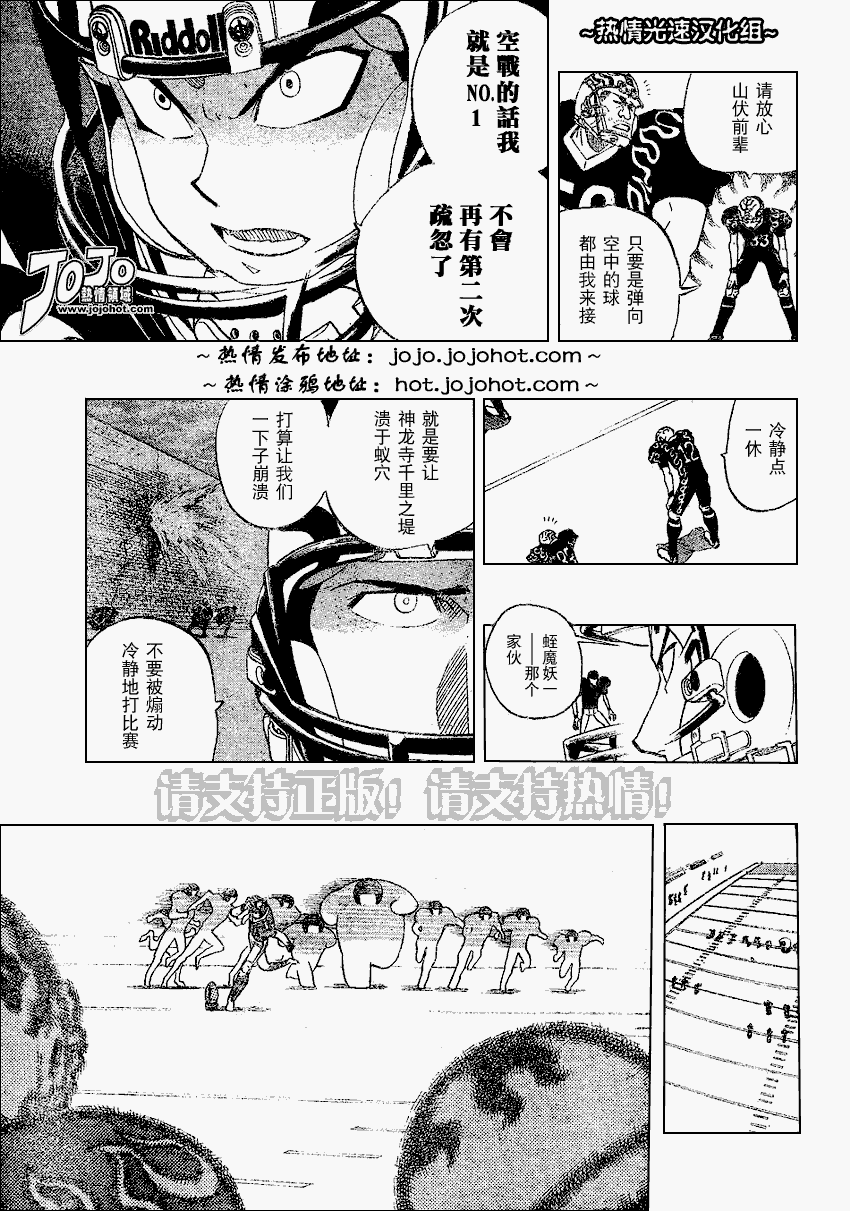 ~热情光速汉化组~
请放心
山伏前辈
只要是弹向
空中的球
都由我来接
33
Riddoll
空戰的話我
就是NO.
1
不會
再有第二次
疏忽了
JOJO
热情領域
www.jojohot.com
~热情发布地址：jojo.jojohot.com~
~热情涂鸦地址：hot.jojohot.com~
冷静点
一休
12
蛭魔妖一
——那个
家伙
就是要让
神龙寺千里之堤
溃于蚁穴
打算让我们
一下子崩溃
不要被煽动
冷静地打比赛
请支持正版！请支持热情！